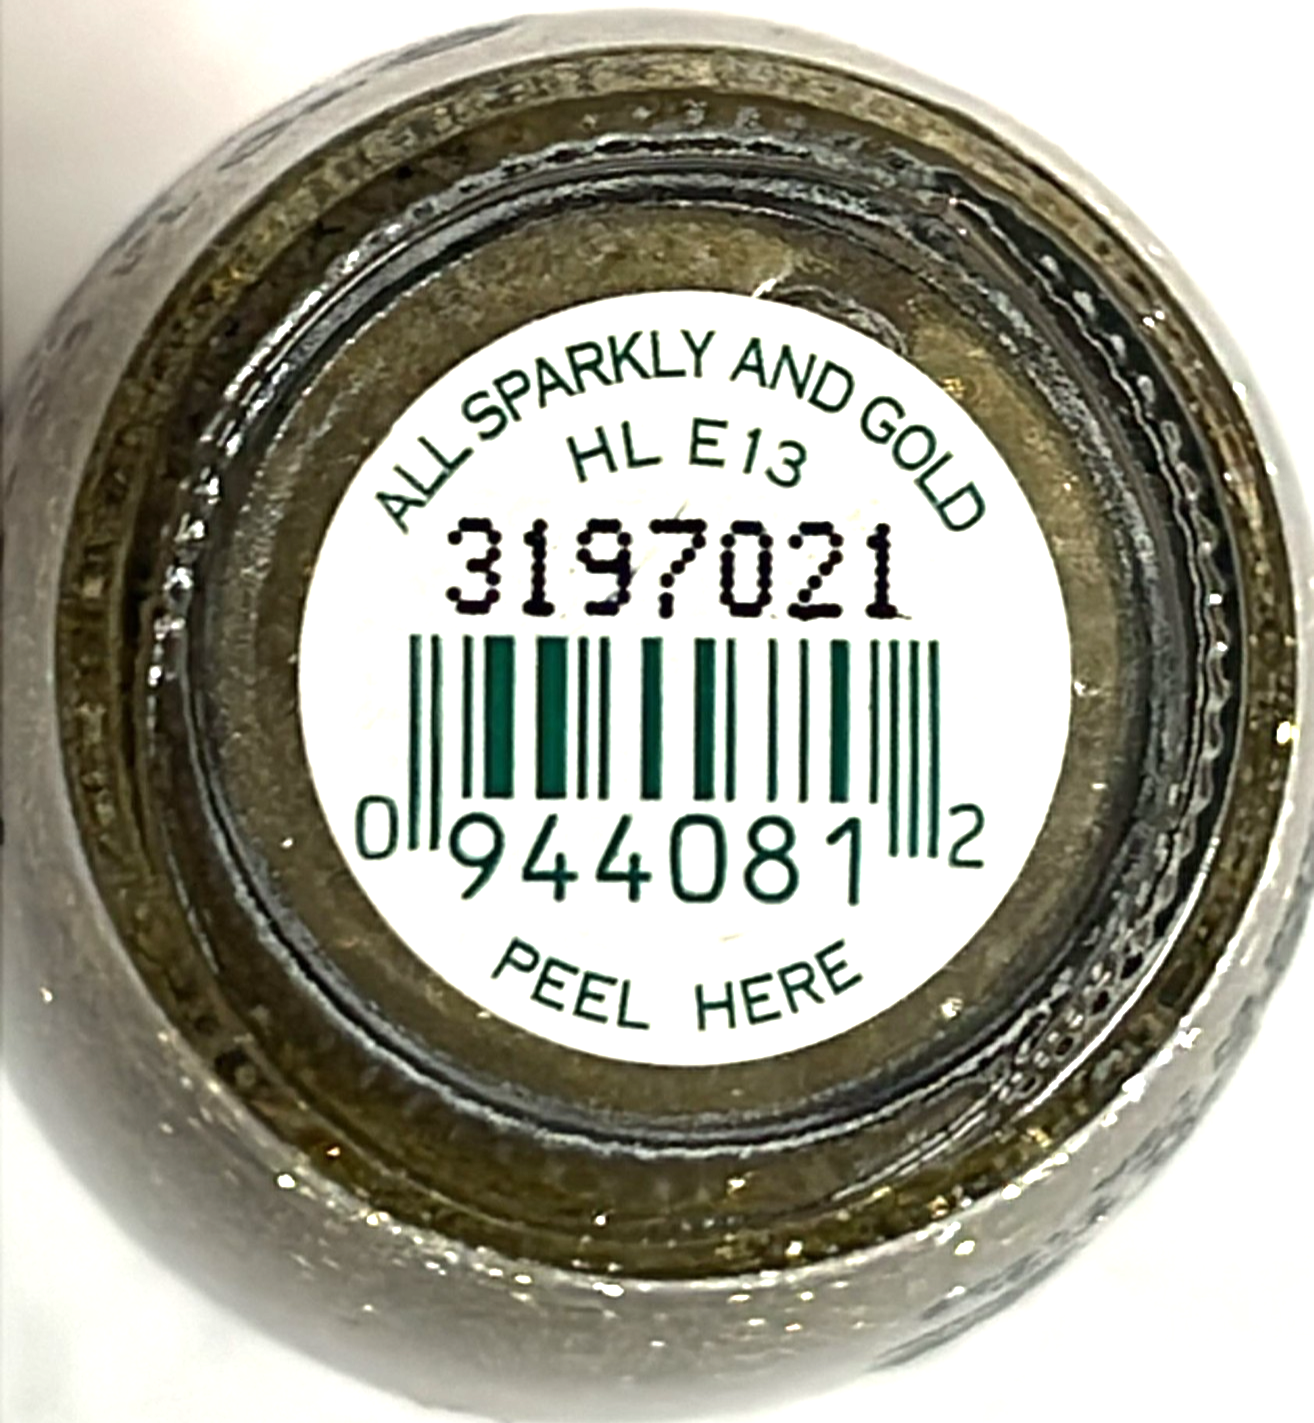 ALL SPARKLY AND GOLD
HL E13
3197021
0 944081 2
PEEL HERE